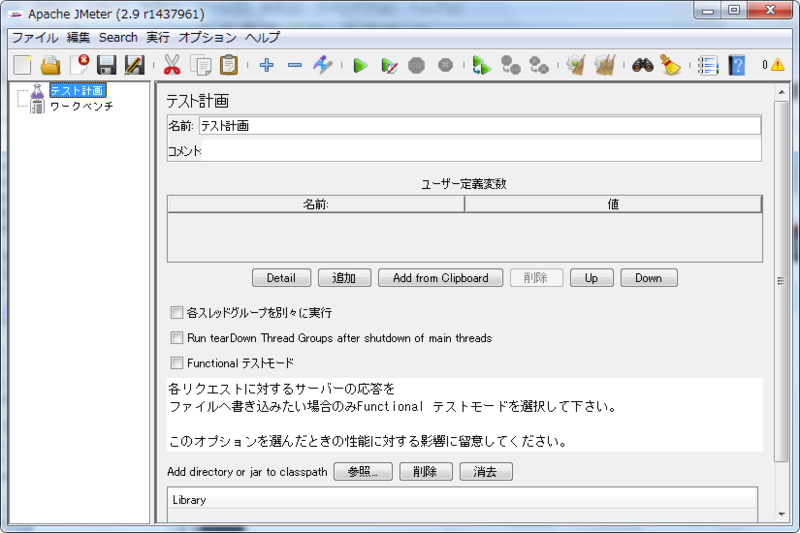 Apache JMeter (2.9 r1437961)
ファイル 編集 Search 実行 オプション ヘルプ
0
テスト計画
ワークベンチ
テスト計画
名前: テスト計画
コメント:
ユーザー定義変数
名前: 値
Detail 追加 Add from Clipboard 削除 Up Down
各スレッドグループを別々に実行
Run tearDown Thread Groups after shutdown of main threads
Functional テストモード
各リクエストに対するサーバーの応答を
ファイルへ書き込みたい場合のみFunctional テストモードを選択して下さい。
このオプションを選んだときの性能に対する影響に留意してください。
Add directory or jar to classpath 参照... 削除 消去
Library